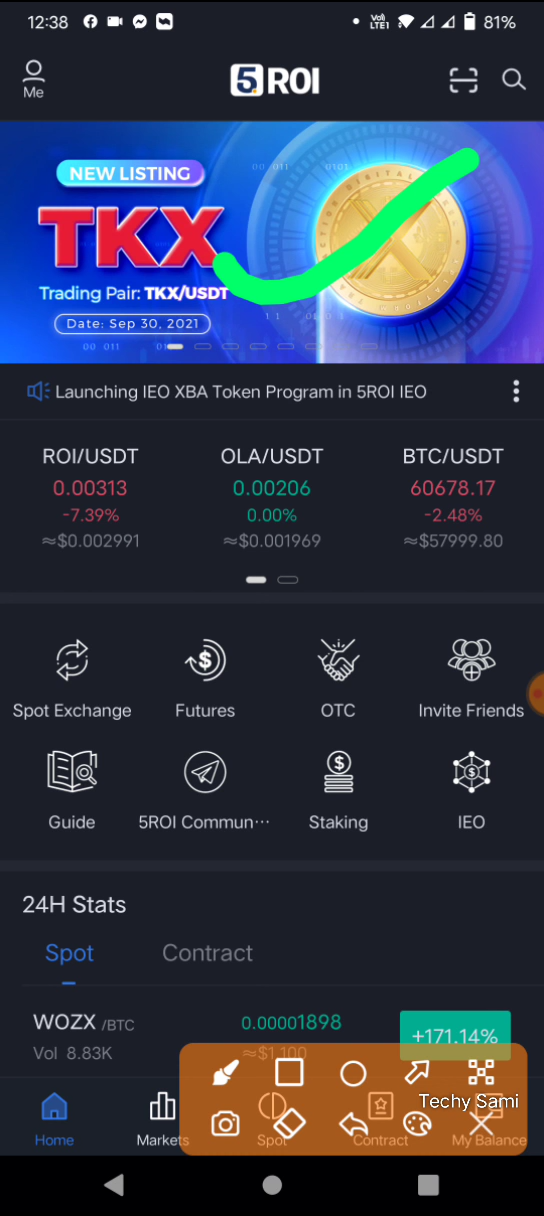 12:38
Vol) LTE1
81%
Me
5 ROI
NEW LISTING
TKX
Trading Pair: TKX/USDT
Date: Sep 30, 2021
Launching IEO XBA Token Program in 5ROI IEO
ROI/USDT OLA/USDT BTC/USDT
0.00313 0.00206 60678.17
-7.39% 0.00% -2.48%
≈$0.002991 ≈$0.001969 ≈$57999.80
Spot Exchange Futures OTC Invite Friends
Guide 5ROI Commun··· Staking IEO
24H Stats
Spot Contract
WOZX /BTC 0.00001898 +171.14%
Vol 8.83K ≈$1.100
Techy Sami
Home Markets Spot Contract My Balance